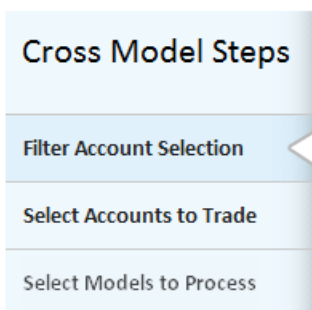 Cross Model Steps
Filter Account Selection
Select Accounts to Trade
Select Models to Process